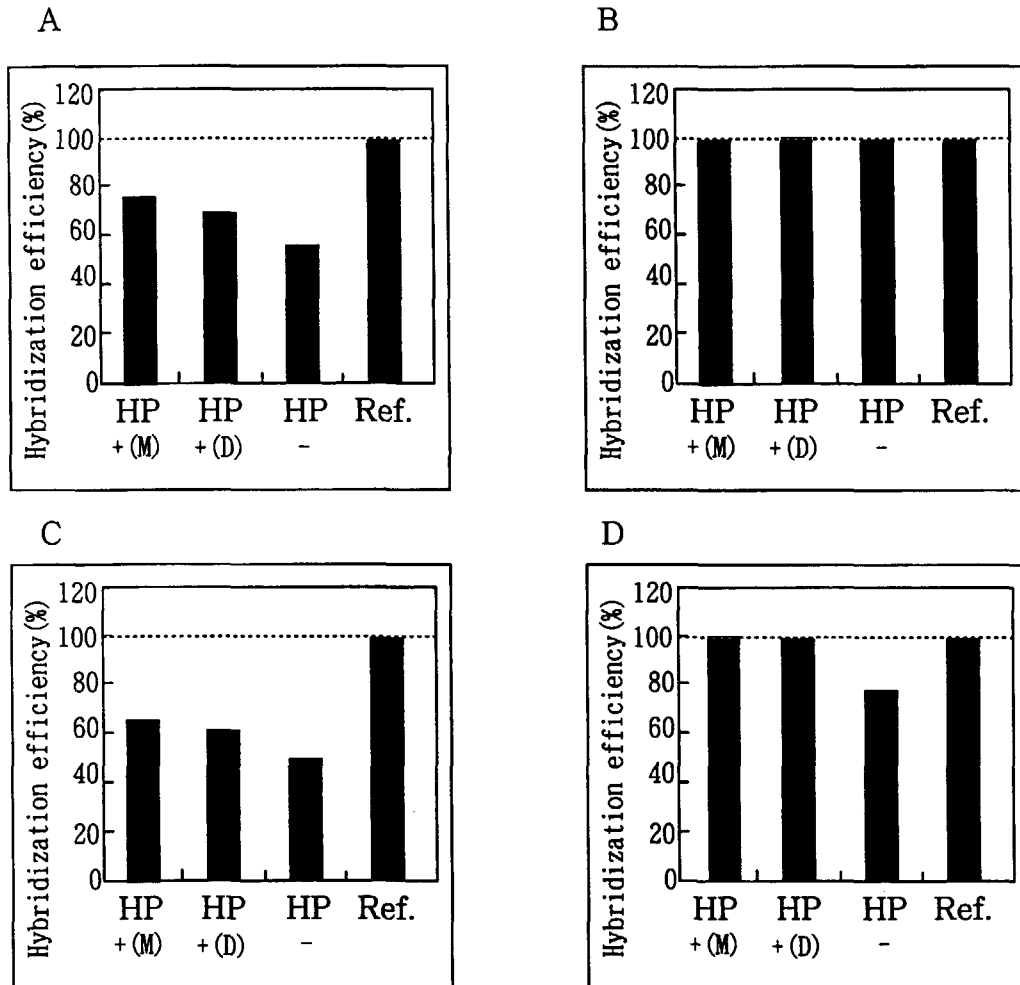 A
Hybridization efficiency(%)
120
100
80
60
40
20
0
HP HP HP Ref.
+(M) +(D) -
B
Hybridization efficiency(%)
120
100
80
60
40
20
0
HP HP HP Ref.
+(M) +(D) -
C
Hybridization efficiency(%)
120
100
80
60
40
20
0
HP HP HP Ref.
+(M) +(D) -
D
Hybridization efficiency(%)
120
100
80
60
40
20
0
HP HP HP Ref.
+(M) +(D) -